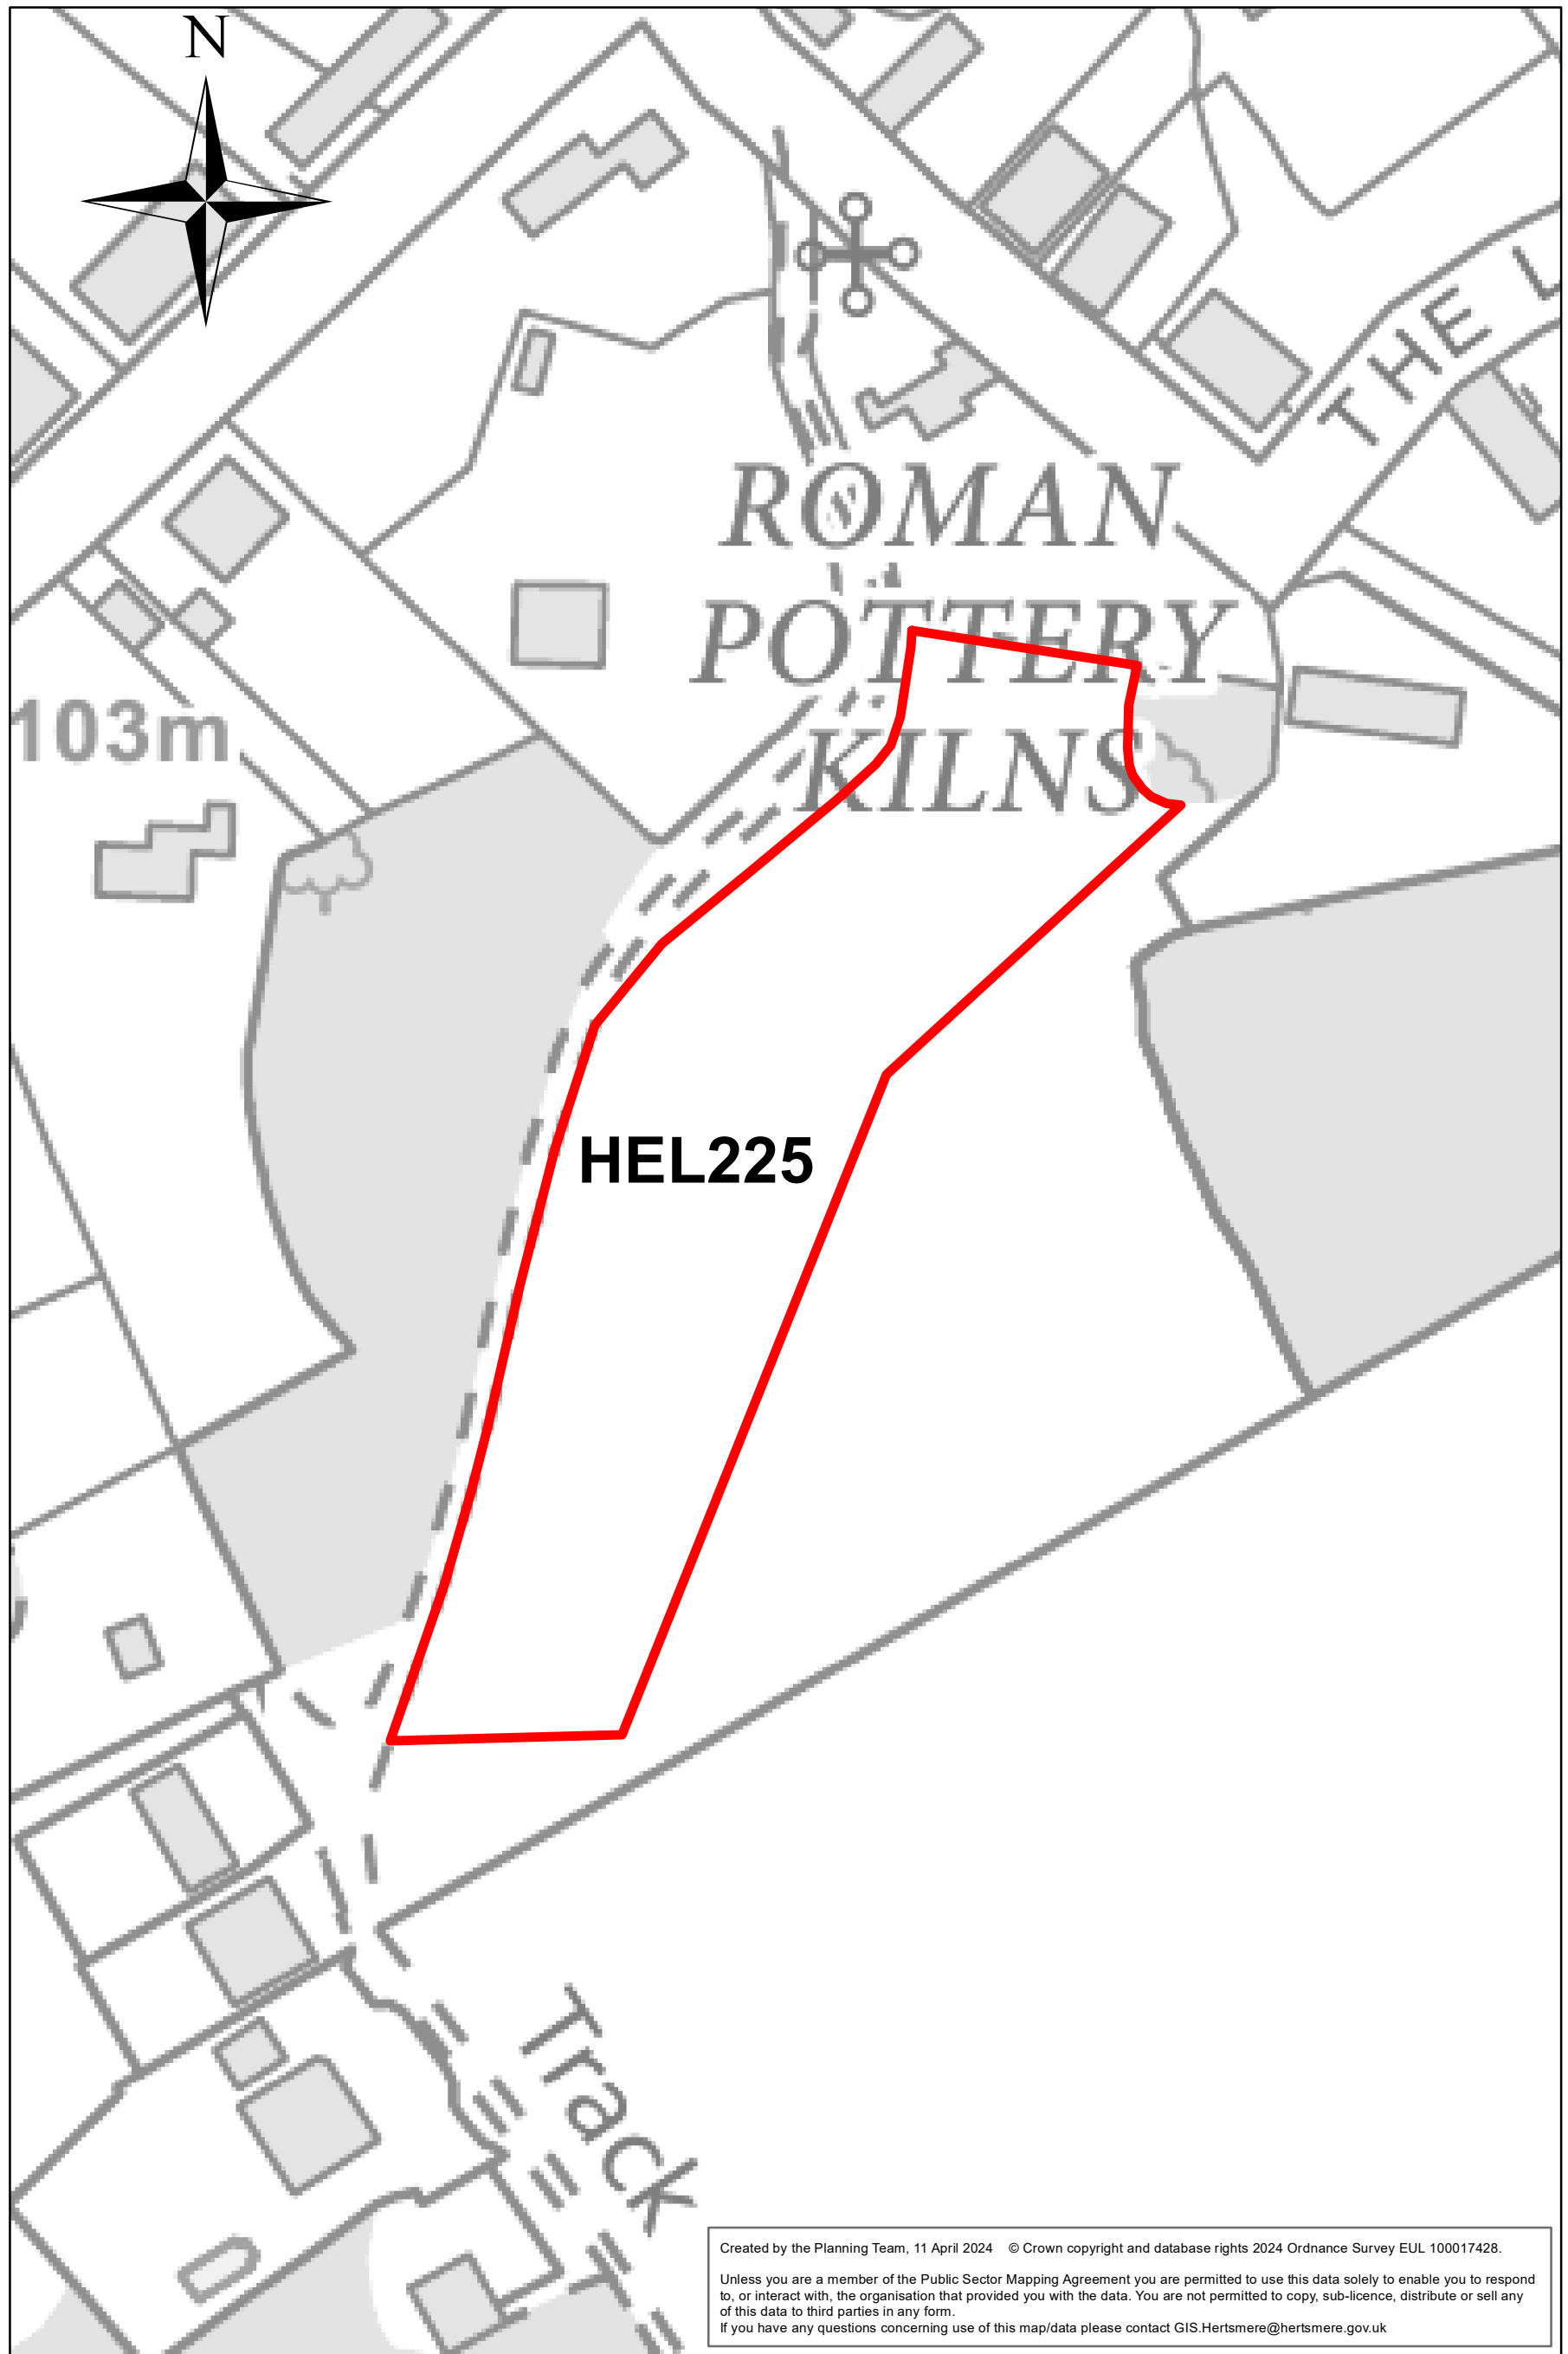 N
THE L
ROMAN
POTTERY
KILNS
103m
HEL225
Track
Created by the Planning Team, 11 April 2024 © Crown copyright and database rights 2024 Ordnance Survey EUL 100017428.
Unless you are a member of the Public Sector Mapping Agreement you are permitted to use this data solely to enable you to respond
to, or interact with, the organisation that provided you with the data. You are not permitted to copy, sub-licence, distribute or sell any
of this data to third parties in any form.
If you have any questions concerning use of this map/data please contact GIS.Hertsmere@hertsmere.gov.uk